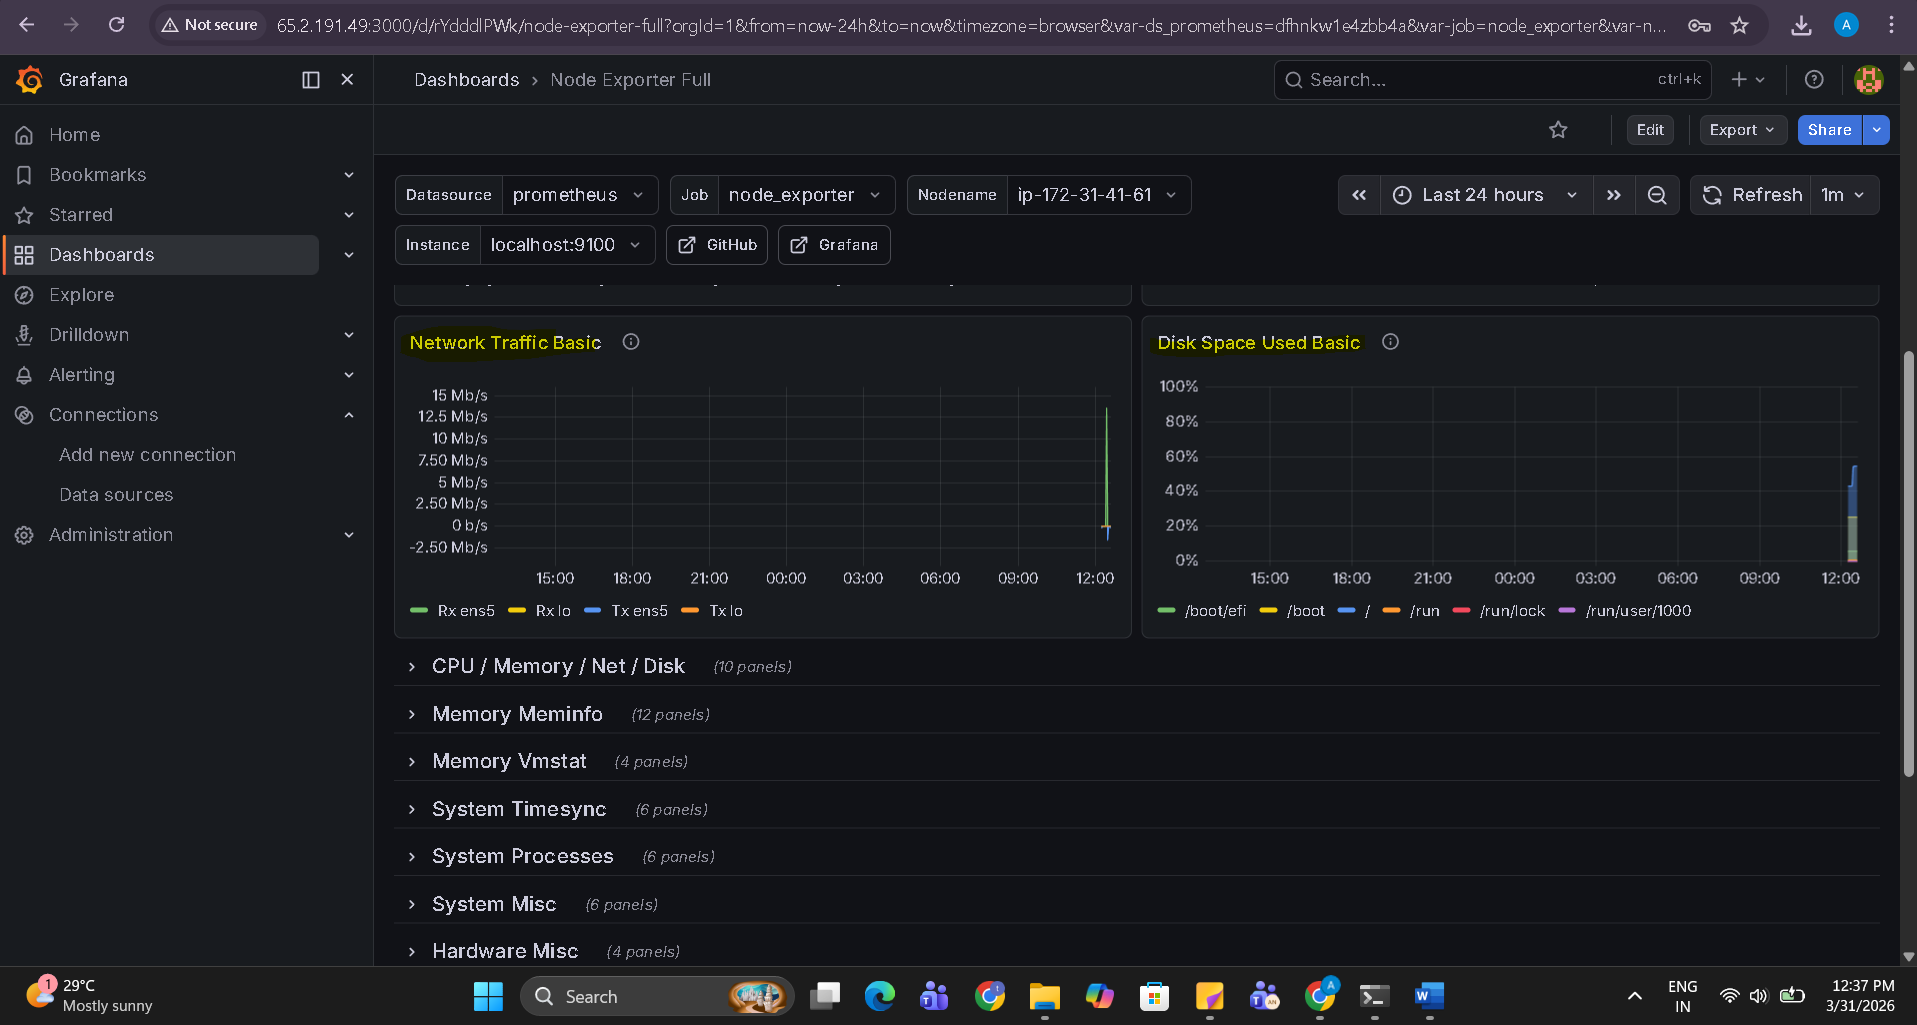 Not secure
65.2.191.49:3000/d/rYdddlPWk/node-exporter-full?orgId=1&from=now-24h&to=now&timezone=browser&var-ds_prometheus=dfhnkw1e4zbb4a&var-job=node_exporter&var-n...
A
Grafana
Dashboards › Node Exporter Full
Search... ctrl+k
Home
Bookmarks
Starred
Dashboards
Explore
Drilldown
Alerting
Connections
Add new connection
Data sources
Administration
Edit
Export
Share
Datasource prometheus
Job node_exporter
Nodename ip-172-31-41-61
Last 24 hours
Refresh 1m
Instance localhost:9100
GitHub
Grafana
Network Traffic Basic
15 Mb/s
12.5 Mb/s
10 Mb/s
7.50 Mb/s
5 Mb/s
2.50 Mb/s
0 b/s
-2.50 Mb/s
15:00 18:00 21:00 00:00 03:00 06:00 09:00 12:00
Rx ens5 Rx lo Tx ens5 Tx lo
Disk Space Used Basic
100%
80%
60%
40%
20%
0%
15:00 18:00 21:00 00:00 03:00 06:00 09:00 12:00
/boot/efi /boot / /run /run/lock /run/user/1000
CPU / Memory / Net / Disk (10 panels)
Memory Meminfo (12 panels)
Memory Vmstat (4 panels)
System Timesync (6 panels)
System Processes (6 panels)
System Misc (6 panels)
Hardware Misc (4 panels)
1
29°C
Mostly sunny
Search
ENG
IN
12:37 PM
3/31/2026